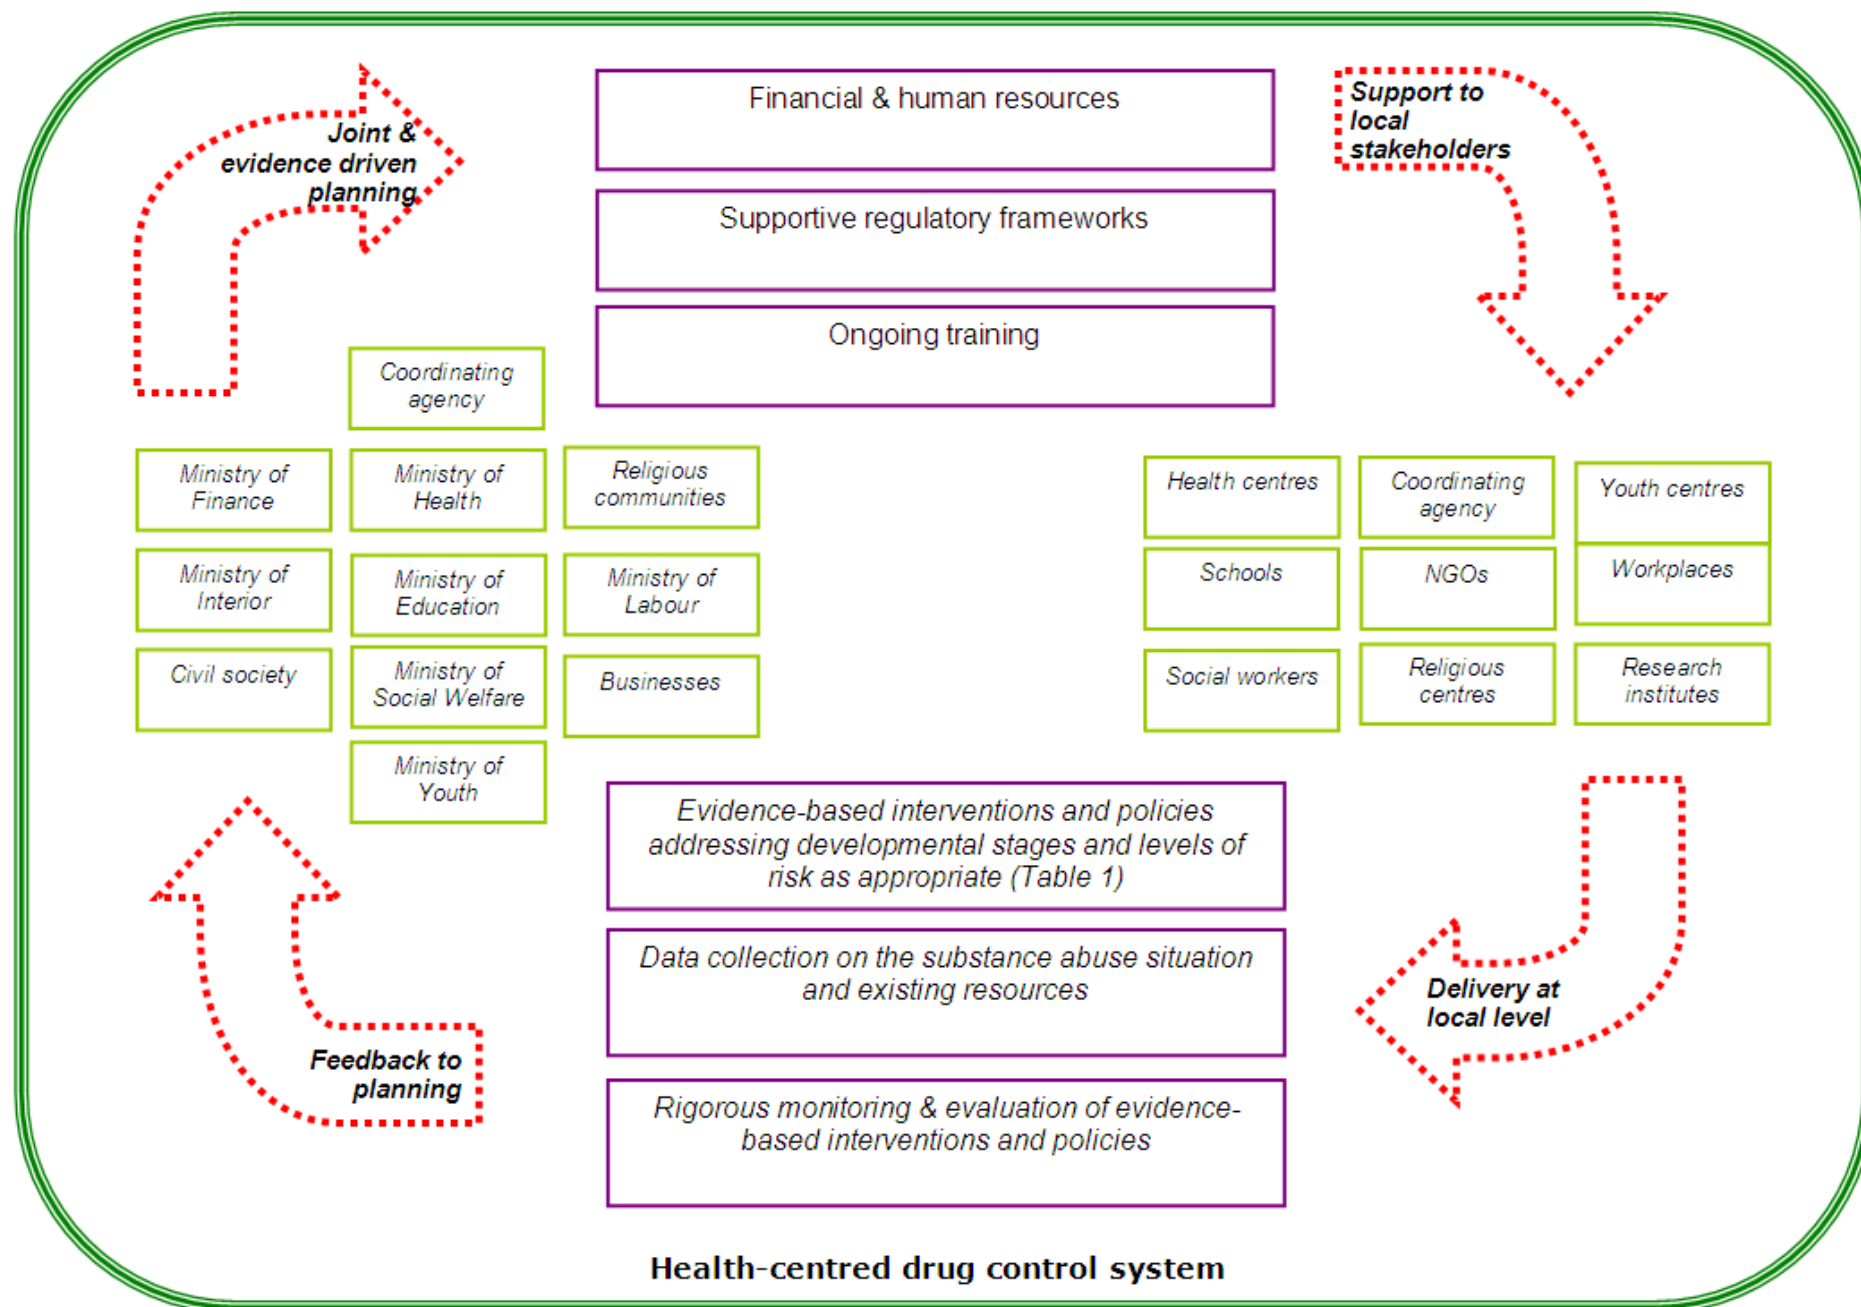 Joint &
evidence driven
planning
Financial & human resources
Supportive regulatory frameworks
Ongoing training
Support to
local
stakeholders
Coordinating
agency
Ministry of
Finance
Ministry of
Health
Religious
communities
Ministry of
Interior
Ministry of
Education
Ministry of
Labour
Civil society
Ministry of
Social Welfare
Businesses
Ministry of
Youth
Health centres
Coordinating
agency
Youth centres
Schools
NGOs
Workplaces
Social workers
Religious
centres
Research
institutes
Evidence-based interventions and policies
addressing developmental stages and levels of
risk as appropriate (Table 1)
Data collection on the substance abuse situation
and existing resources
Rigorous monitoring & evaluation of evidence-
based interventions and policies
Delivery at
local level
Feedback to
planning
Health-centred drug control system